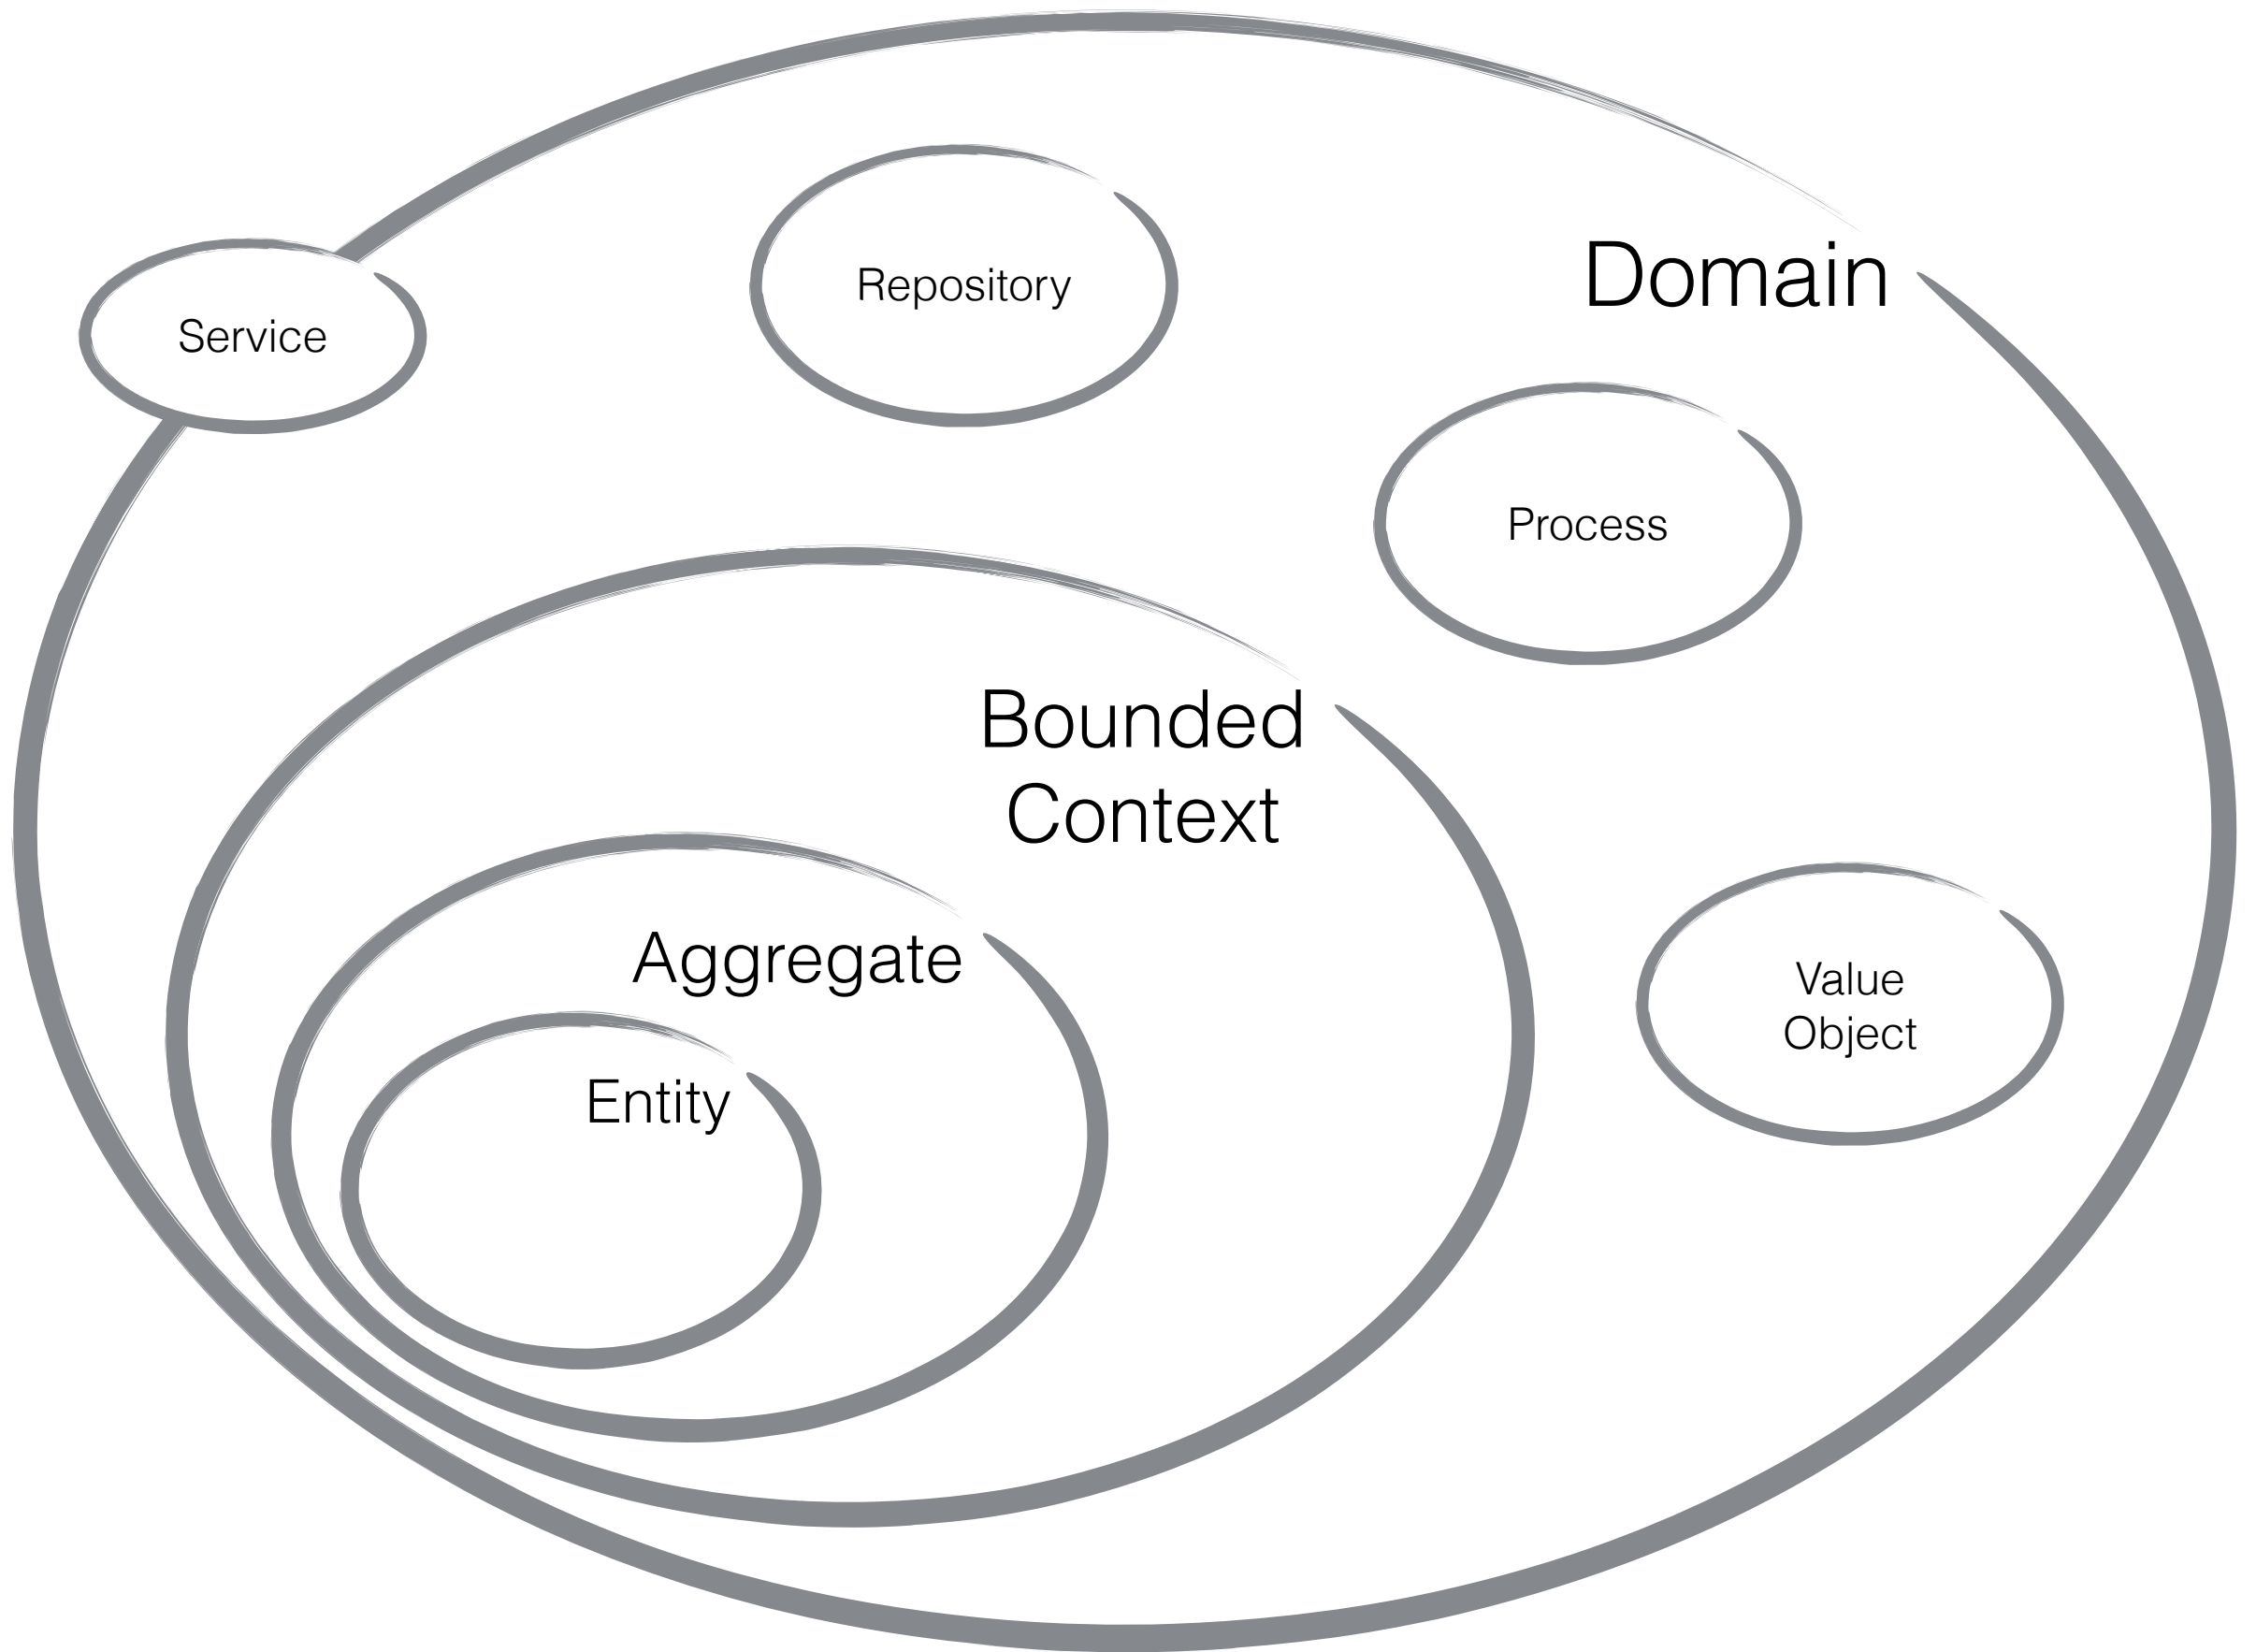 Domain
Repository
Service
Process
Bounded
Context
Aggregate
Value
Object
Entity